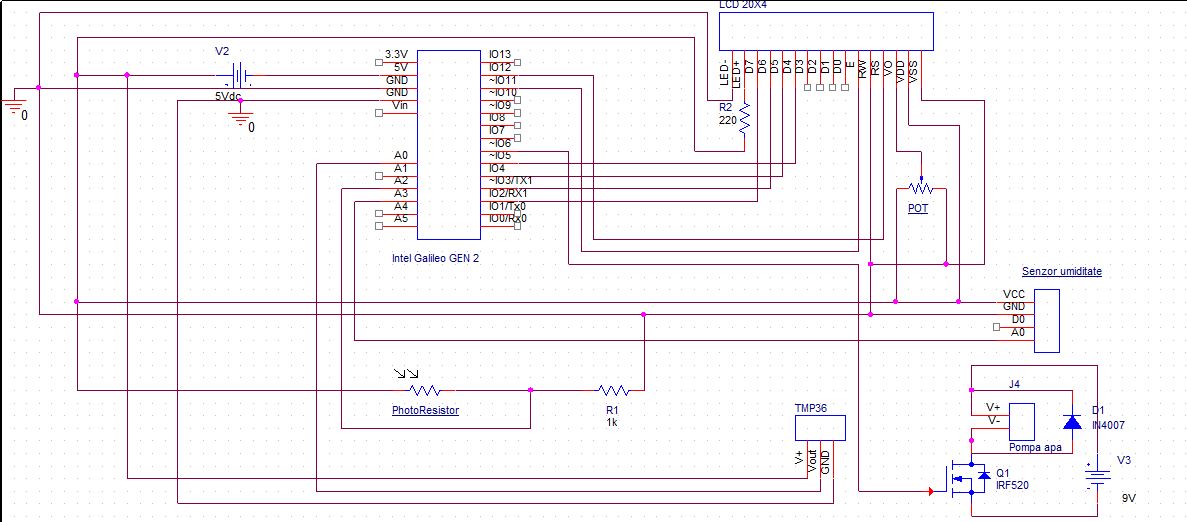 LCD 20X4
V2
5Vdc
0
0
3.3V
5V
GND
GND
Vin
A0
A1
A2
A3
A4
A5
IO13
IO12
~IO11
~IO10
~IO9
IO8
IO7
~IO6
~IO5
IO4
~IO3/TX1
IO2/RX1
IO1/Tx0
IO0/Rx0
Intel Galileo GEN 2
LED-
LED+
D7
D6
D5
D4
D3
D2
D1
D0
E
RW
RS
VO
VDD
VSS
R2
220
POT
Senzor umiditate
VCC
GND
D0
A0
PhotoResistor
R1
1k
TMP36
V+
Vout
GND
J4
V+
V-
Pompa apa
D1
IN4007
Q1
IRF520
V3
9V